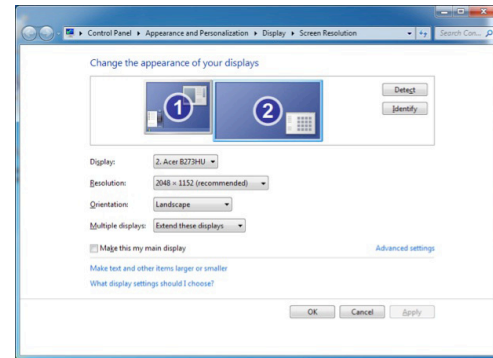 Control Panel ▸ Appearance and Personalization ▸ Display ▸ Screen Resolution
Search Con...
Change the appearance of your displays
1
2
Detect
Identify
Display:
2. Acer B273HU
Resolution:
2048 × 1152 (recommended)
Orientation:
Landscape
Multiple displays:
Extend these displays
Make this my main display
Advanced settings
Make text and other items larger or smaller
What display settings should I choose?
OK
Cancel
Apply